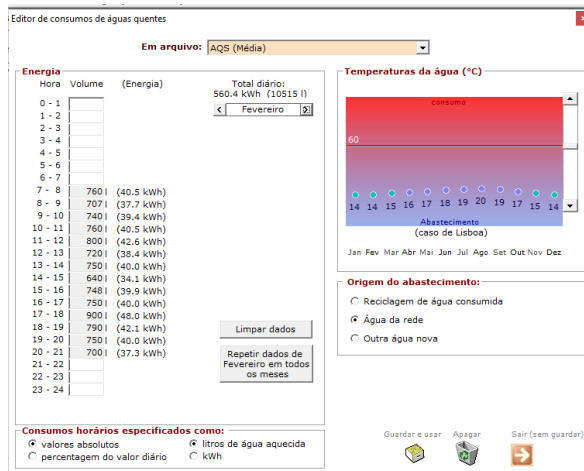 Editor de consumos de águas quentes
Em arquivo: AQS (Média)
Energia
Hora Volume (Energia)
Total diário:
560.4 kWh (10515 l)
Fevereiro
0 - 1
1 - 2
2 - 3
3 - 4
4 - 5
5 - 6
6 - 7
7 - 8 760 l (40.5 kWh)
8 - 9 707 l (37.7 kWh)
9 - 10 740 l (39.4 kWh)
10 - 11 760 l (40.5 kWh)
11 - 12 800 l (42.6 kWh)
12 - 13 720 l (38.4 kWh)
13 - 14 750 l (40.0 kWh)
14 - 15 640 l (34.1 kWh)
15 - 16 748 l (39.9 kWh)
16 - 17 750 l (40.0 kWh)
17 - 18 900 l (48.0 kWh)
18 - 19 790 l (42.1 kWh)
19 - 20 750 l (40.0 kWh)
20 - 21 700 l (37.3 kWh)
21 - 22
22 - 23
23 - 24
Limpar dados
Repetir dados de
Fevereiro em todos
os meses
Temperaturas da água (°C)
consumo
60
14 14 15 16 17 18 19 20 19 17 15 14
Abastecimento
(caso de Lisboa)
Jan Fev Mar Abr Mai Jun Jul Ago Set Out Nov Dez
Origem do abastecimento:
Reciclagem de água consumida
Água da rede
Outra água nova
Consumos horários especificados como:
valores absolutos
litros de água aquecida
percentagem do valor diário
kWh
Guardar e usar Apagar Sair (sem guardar)